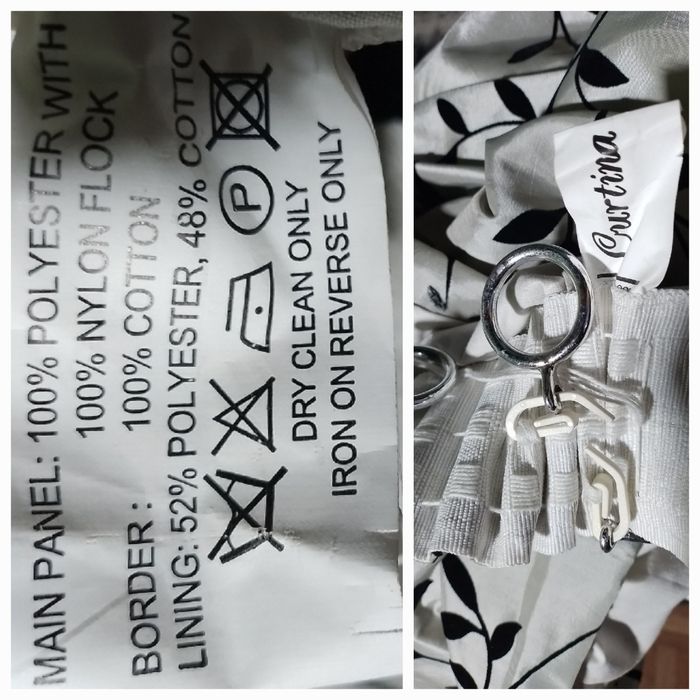 MAIN PANEL: 100% POLYESTER WITH
100% NYLON FLOCK
BORDER : 100% COTTON
LINING: 52% POLYESTER, 48% COTTON
P
DRY CLEAN ONLY
IRON ON REVERSE ONLY
Curtina